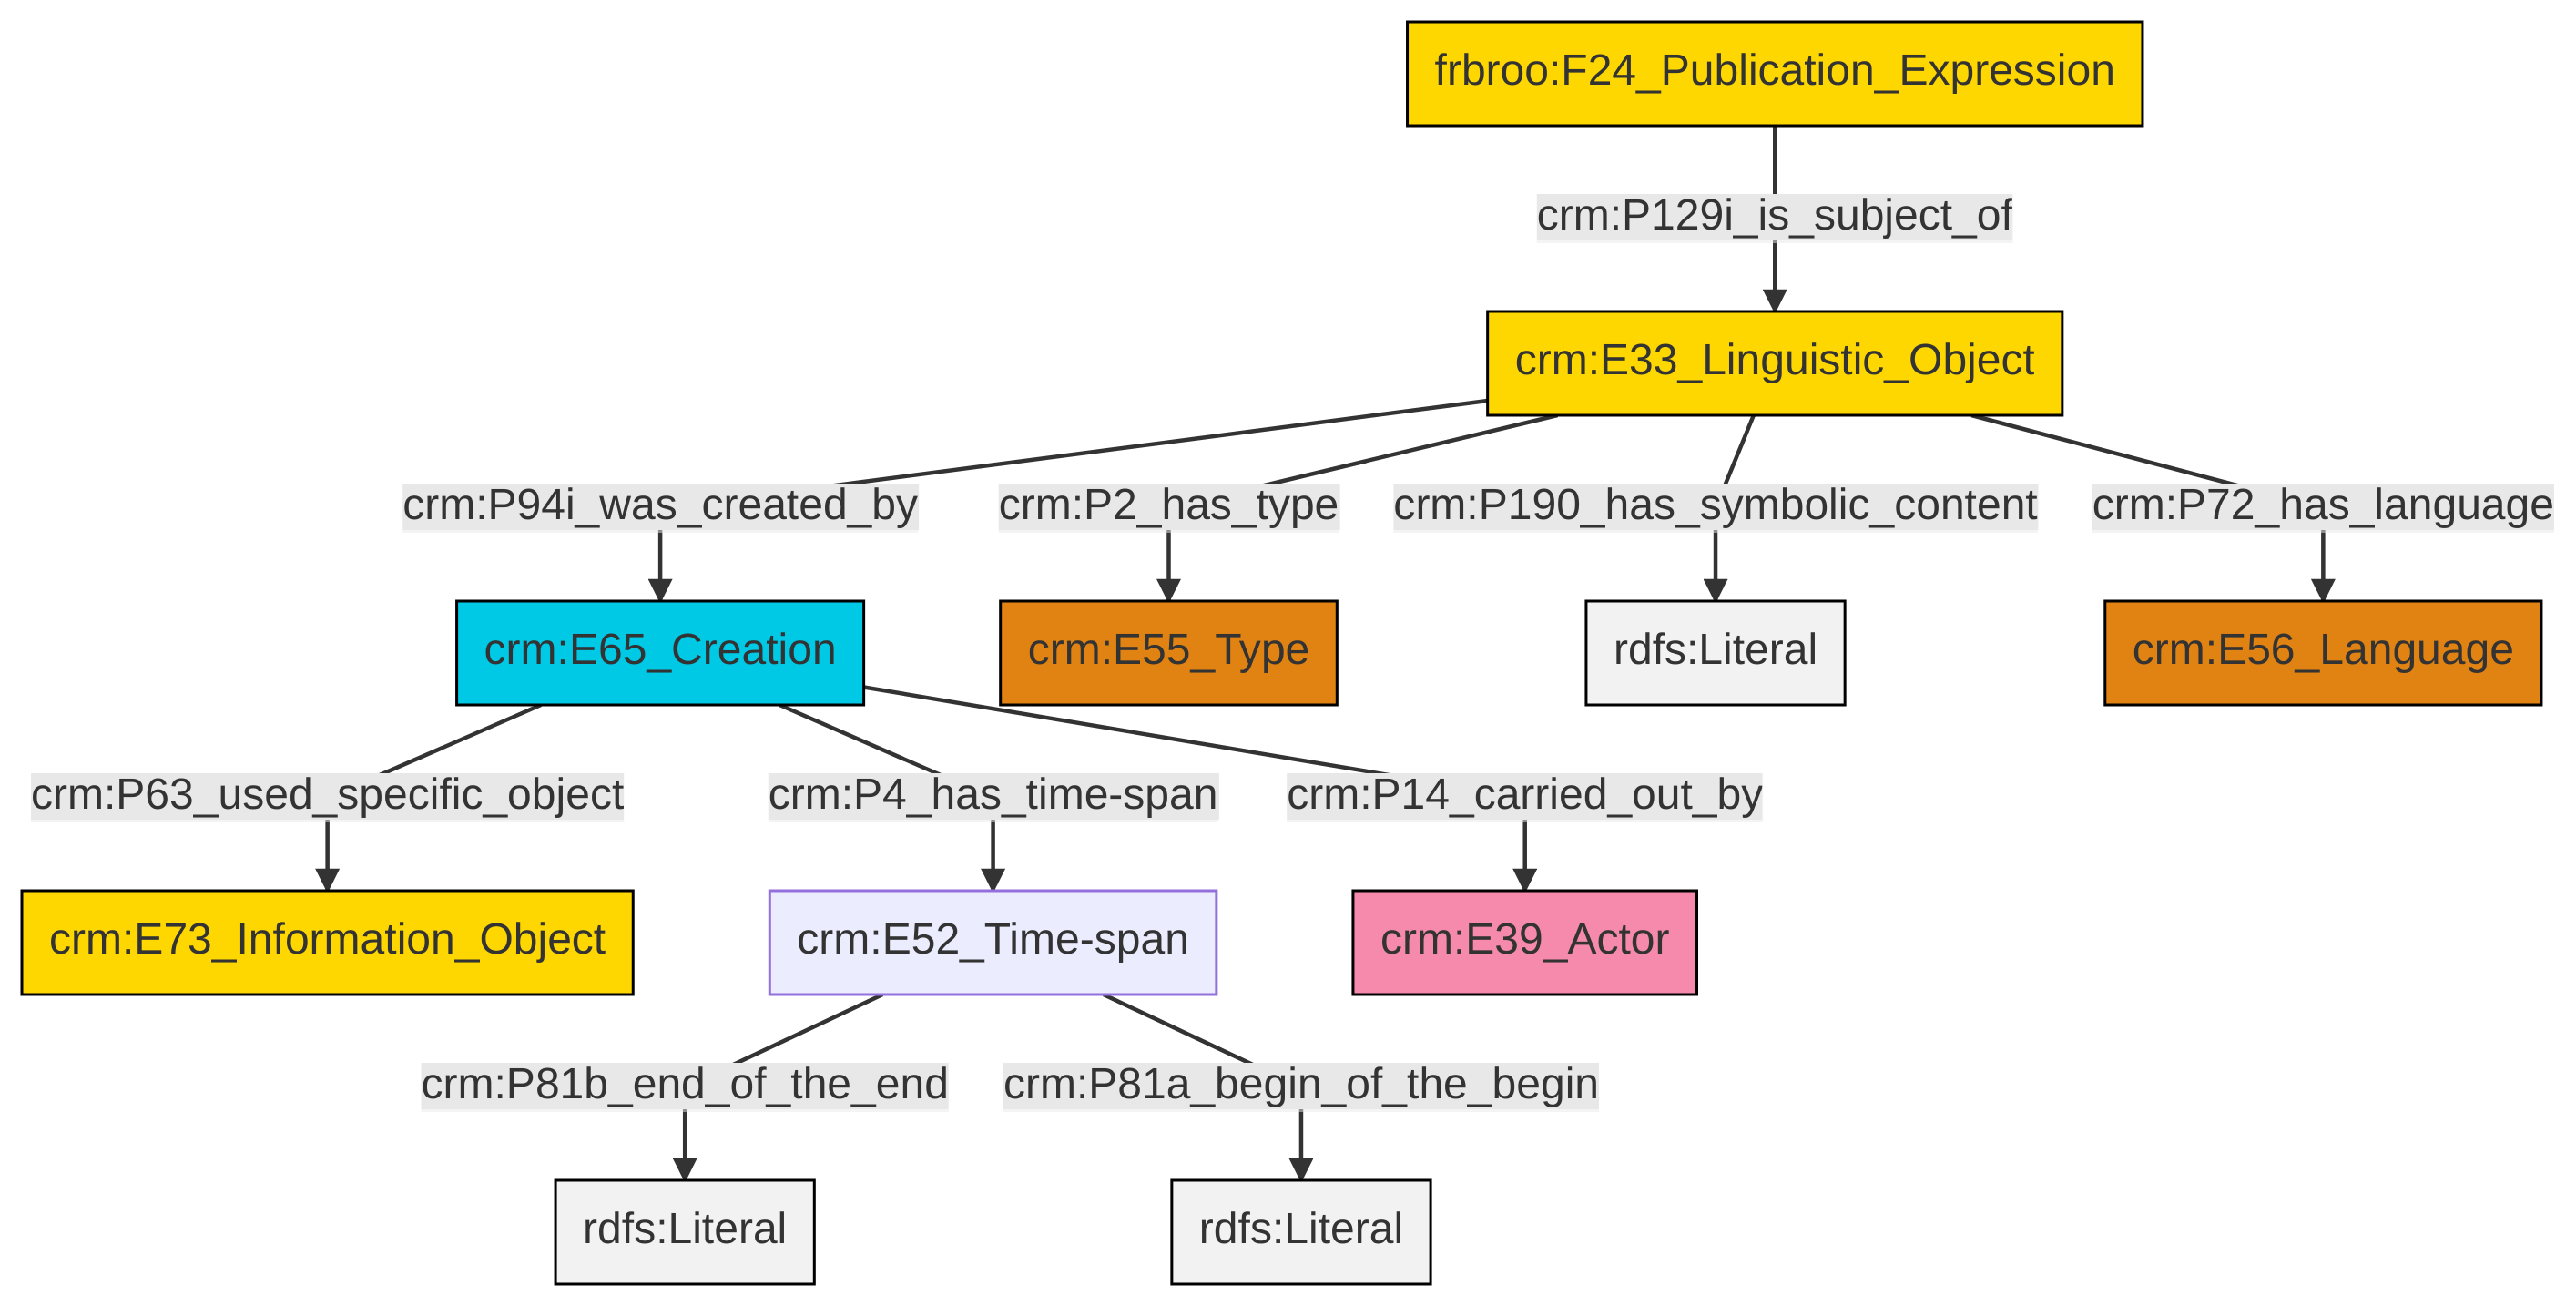 frbroo:F24_Publication_Expression
crm:P129i_is_subject_of
crm:E33_Linguistic_Object
crm:P94i_was_created_by
crm:P2_has_type
crm:P190_has_symbolic_content
crm:P72_has_language
crm:E65_Creation
crm:E55_Type
rdfs:Literal
crm:E56_Language
crm:P63_used_specific_object
crm:P4_has_time-span
crm:P14_carried_out_by
crm:E73_Information_Object
crm:E52_Time-span
crm:E39_Actor
crm:P81b_end_of_the_end
crm:P81a_begin_of_the_begin
rdfs:Literal
rdfs:Literal